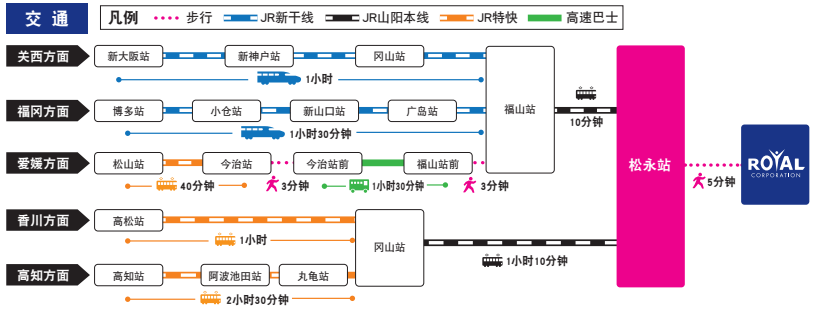 交 通
凡例 步行 JR新干线 JR山阳本线 JR特快 高速巴士
关西方面 新大阪站 新神户站 冈山站
1小时
福冈方面 博多站 小仓站 新山口站 广岛站
1小时30分钟
福山站
10分钟
爱媛方面 松山站 今治站 今治站前 福山站前
40分钟 3分钟 1小时30分钟 3分钟
松永站
5分钟
ROYAL
CORPORATION
香川方面 高松站
1小时
冈山站
1小时10分钟
高知方面 高知站 阿波池田站 丸龟站
2小时30分钟